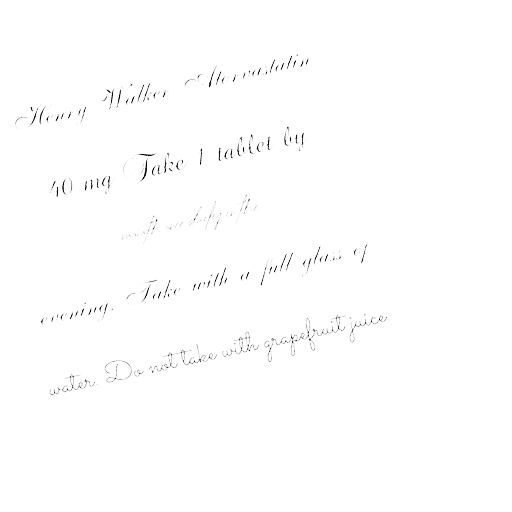 Henry Walker Atorvastatin
40 mg Take 1 tablet by
evening. Take with a full glass of
water. Do not take with grapefruit juice